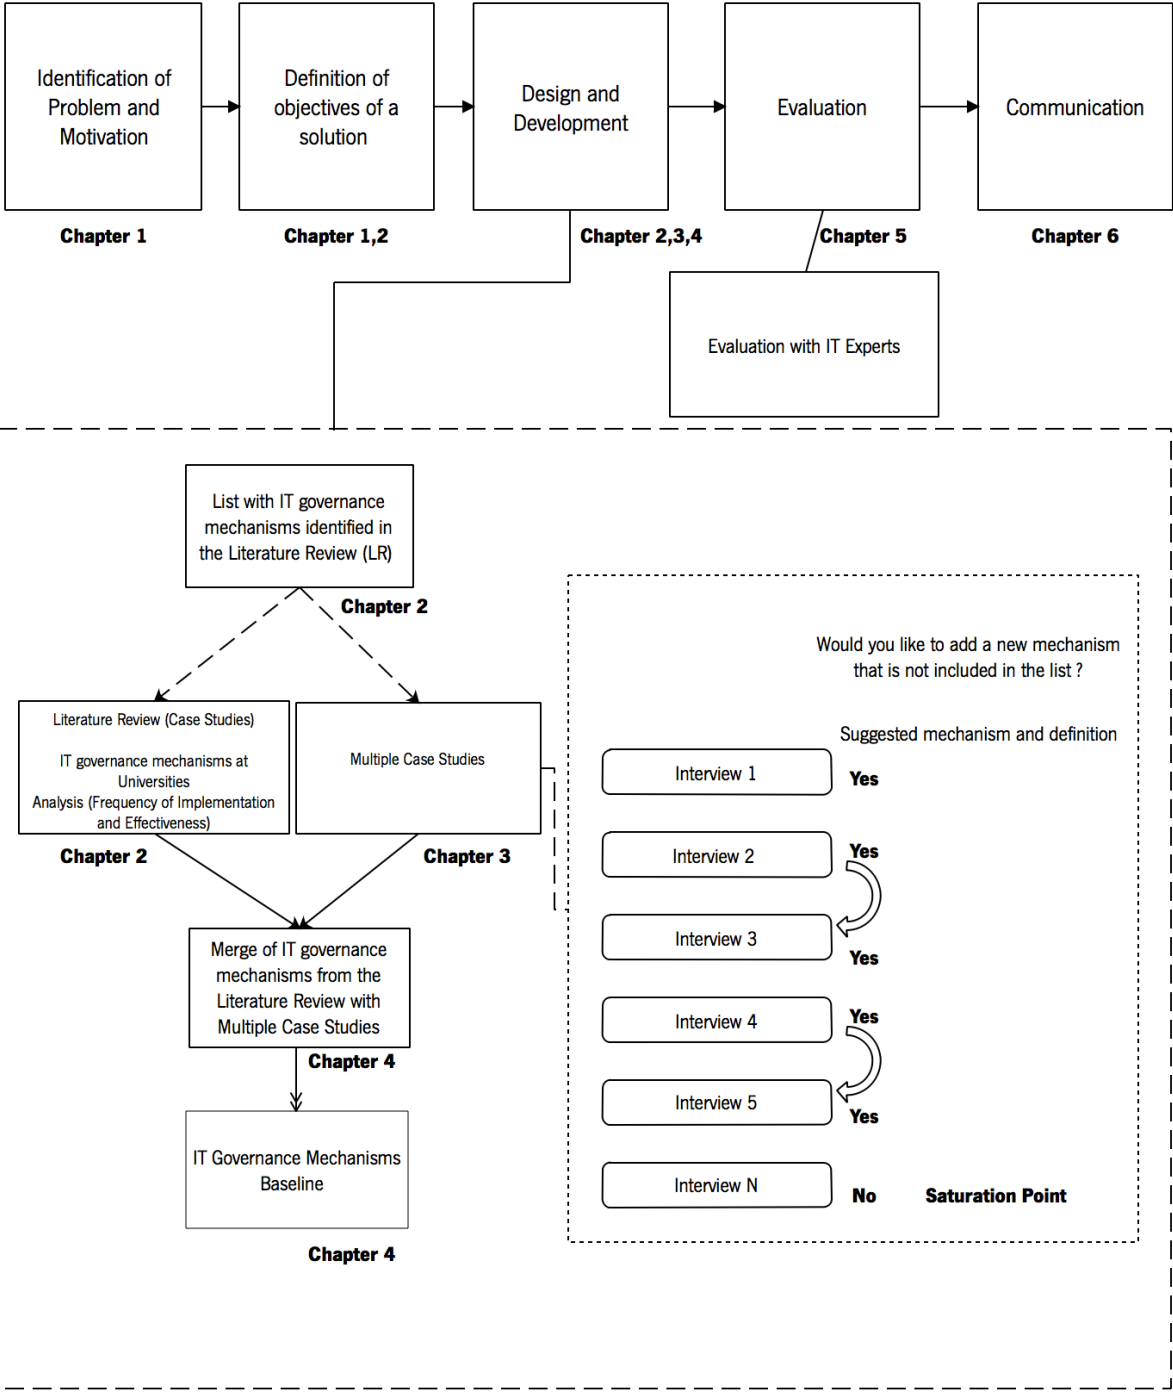 Identification of
Problem and
Motivation
Definition of
objectives of a
solution
Design and
Development
Evaluation
Communication
Chapter 1
Chapter 1,2
Chapter 2,3,4
Chapter 5
Chapter 6
Evaluation with IT Experts
List with IT governance
mechanisms identified in
the Literature Review (LR)
Chapter 2
Literature Review (Case Studies)
IT governance mechanisms at
Universities
Analysis (Frequency of Implementation
and Effectiveness)
Chapter 2
Multiple Case Studies
Chapter 3
Merge of IT governance
mechanisms from the
Literature Review with
Multiple Case Studies
Chapter 4
IT Governance Mechanisms
Baseline
Chapter 4
Would you like to add a new mechanism
that is not included in the list ?
Suggested mechanism and definition
Interview 1
Yes
Interview 2
Yes
Interview 3
Yes
Interview 4
Yes
Interview 5
Yes
Interview N
No Saturation Point